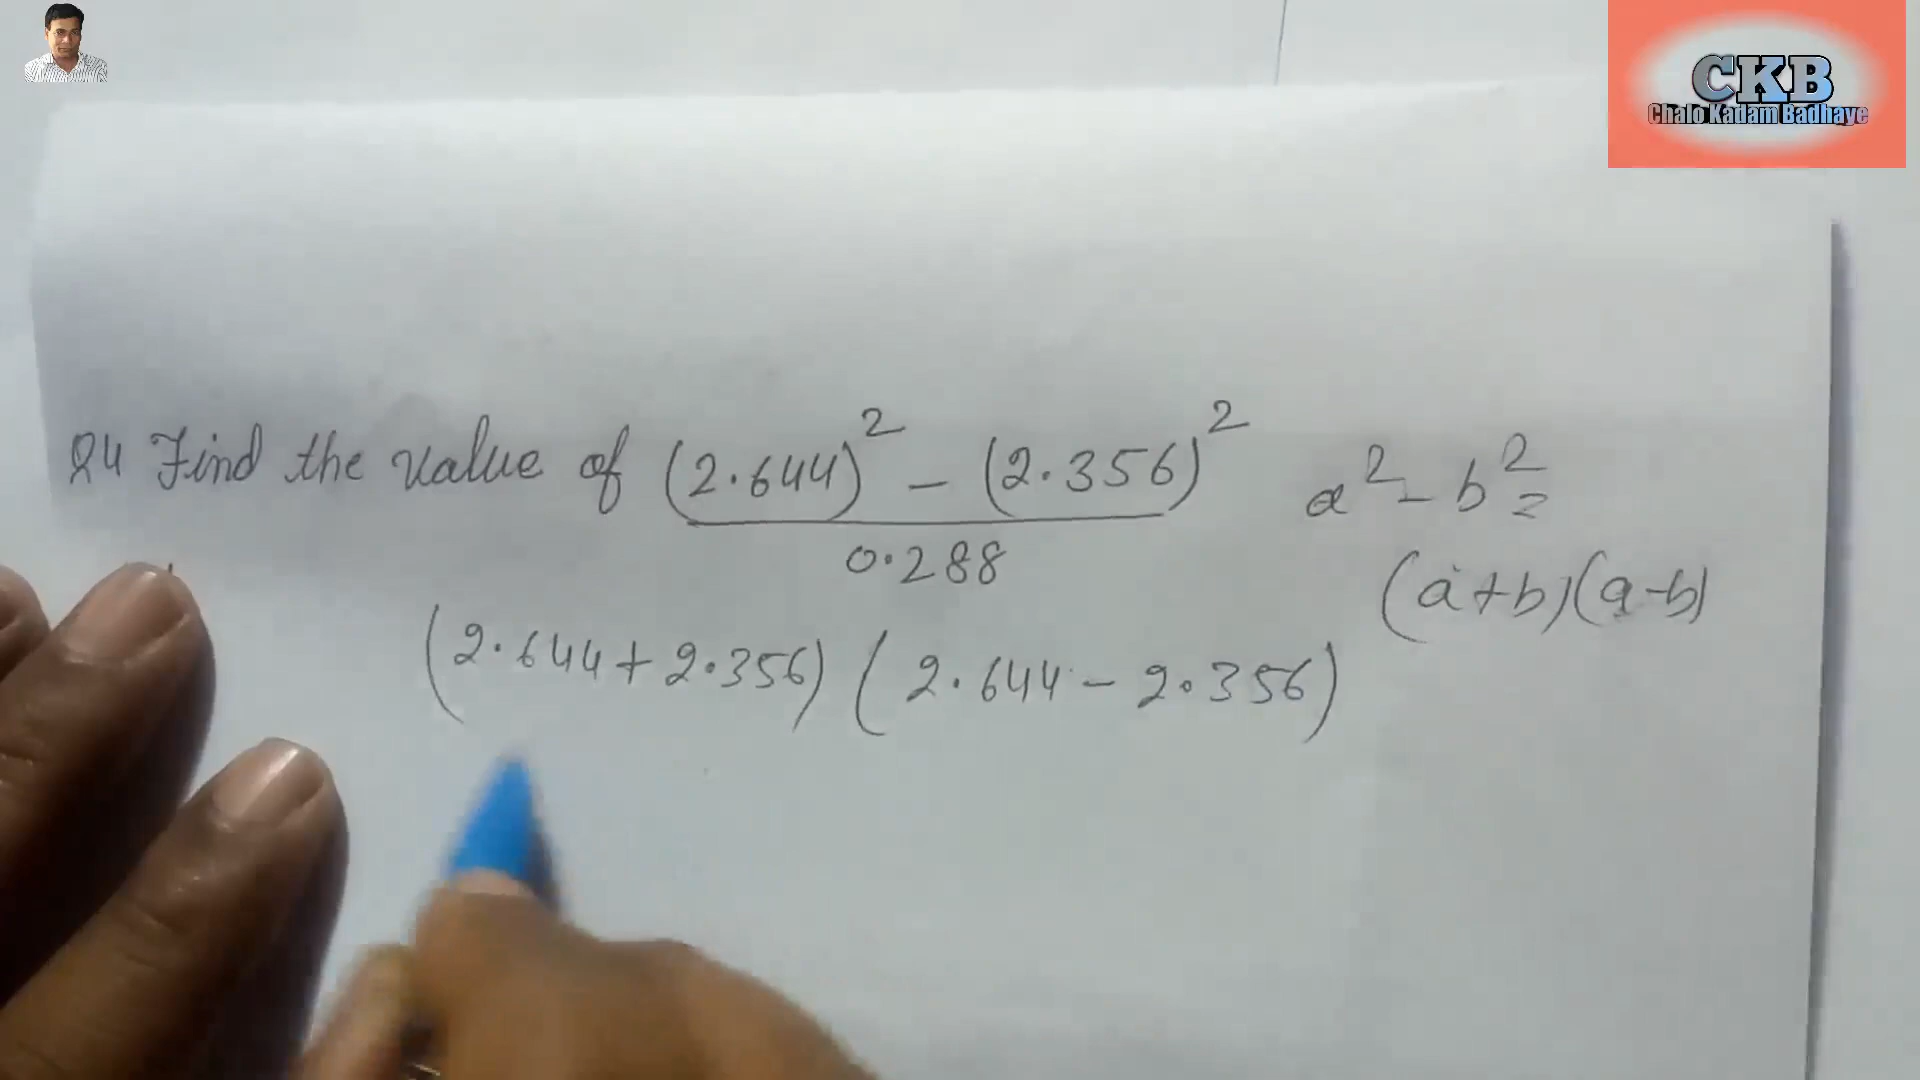 CKB
Chalo Kadam Badhaye
Q4 Find the value of (2.644)² - (2.356)² a² - b² =
0.288
(a+b)(a-b)
(2.644 + 2.356) (2.644 - 2.356)